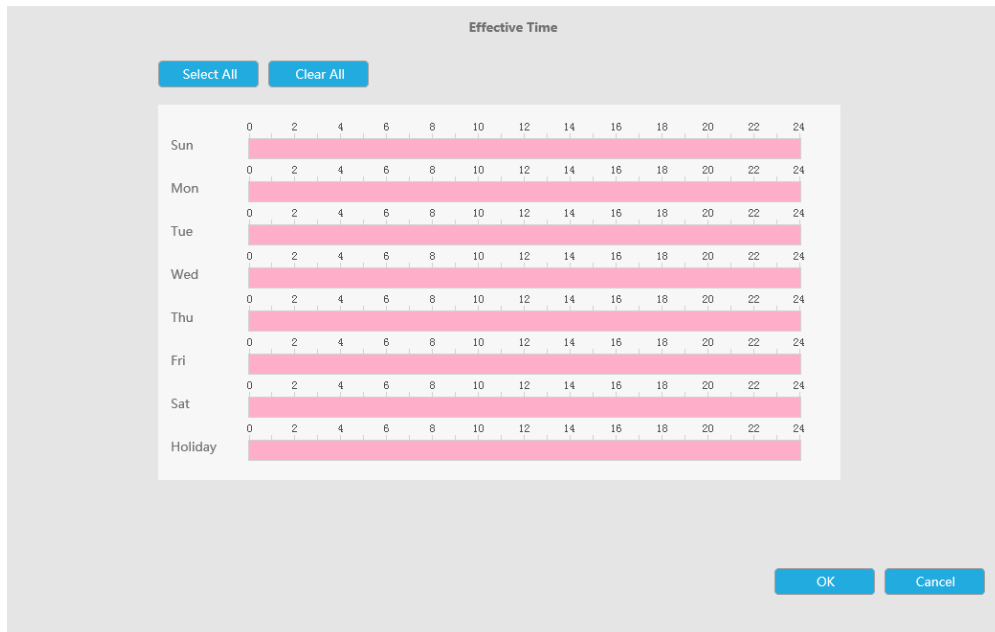 Effective Time
Select All Clear All
0 2 4 6 8 10 12 14 16 18 20 22 24
Sun
0 2 4 6 8 10 12 14 16 18 20 22 24
Mon
0 2 4 6 8 10 12 14 16 18 20 22 24
Tue
0 2 4 6 8 10 12 14 16 18 20 22 24
Wed
0 2 4 6 8 10 12 14 16 18 20 22 24
Thu
0 2 4 6 8 10 12 14 16 18 20 22 24
Fri
0 2 4 6 8 10 12 14 16 18 20 22 24
Sat
0 2 4 6 8 10 12 14 16 18 20 22 24
Holiday
OK Cancel